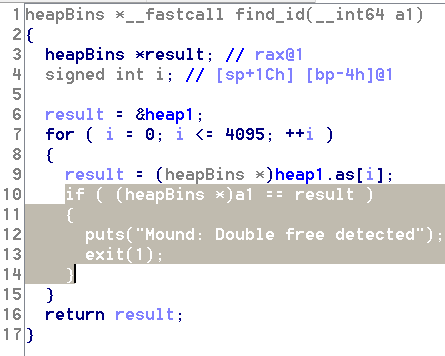 1 heapBins *__fastcall find_id(__int64 a1)
2 {
3 heapBins *result; // rax@1
4 signed int i; // [sp+1Ch] [bp-4h]@1
5
6 result = &heap1;
7 for ( i = 0; i <= 4095; ++i )
8 {
9 result = (heapBins *)heap1.as[i];
10 if ( (heapBins *)a1 == result )
11 {
12 puts("Mound: Double free detected");
13 exit(1);
14 }
15 }
16 return result;
17 }